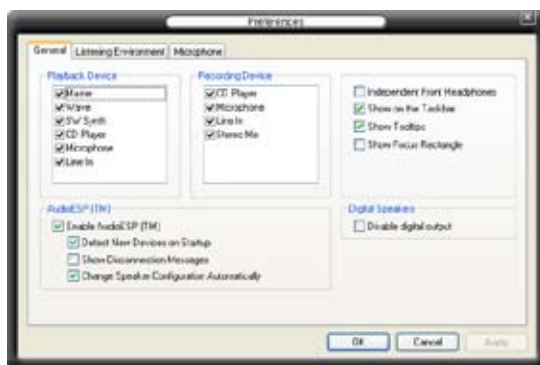 Preferences
General Listening Environment Microphone
Playback Device
Master
Wave
SW Synth
CD Player
Microphone
Line In
Recording Device
CD Player
Microphone
Line In
Stereo Mix
Independent Front Headphones
Show on the Taskbar
Show Tooltips
Show Focus Rectangle
AudioESP (TM)
Enable AudioESP (TM)
Detect New Devices on Startup
Show Disconnection Messages
Change Speaker Configuration Automatically
Digital Speakers
Disable digital output
OK Cancel Apply